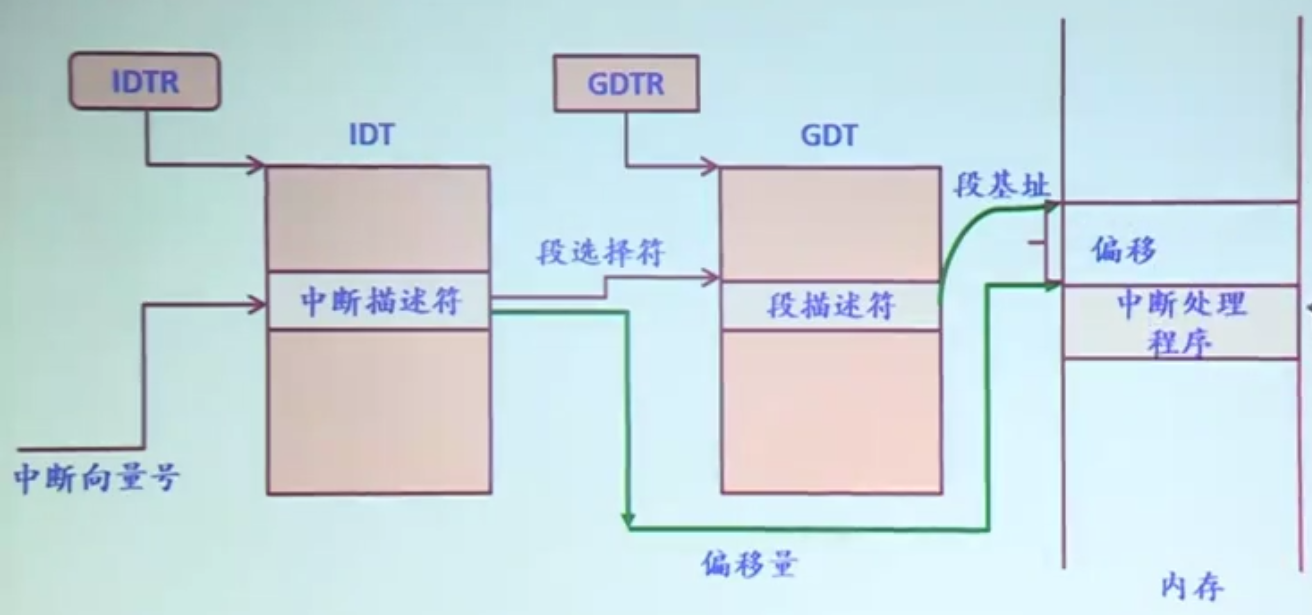 IDTR
GDTR
IDT
GDT
段基址
段选择符
偏移
中断描述符
段描述符
中断处理
程序
中断向量号
偏移量
内存